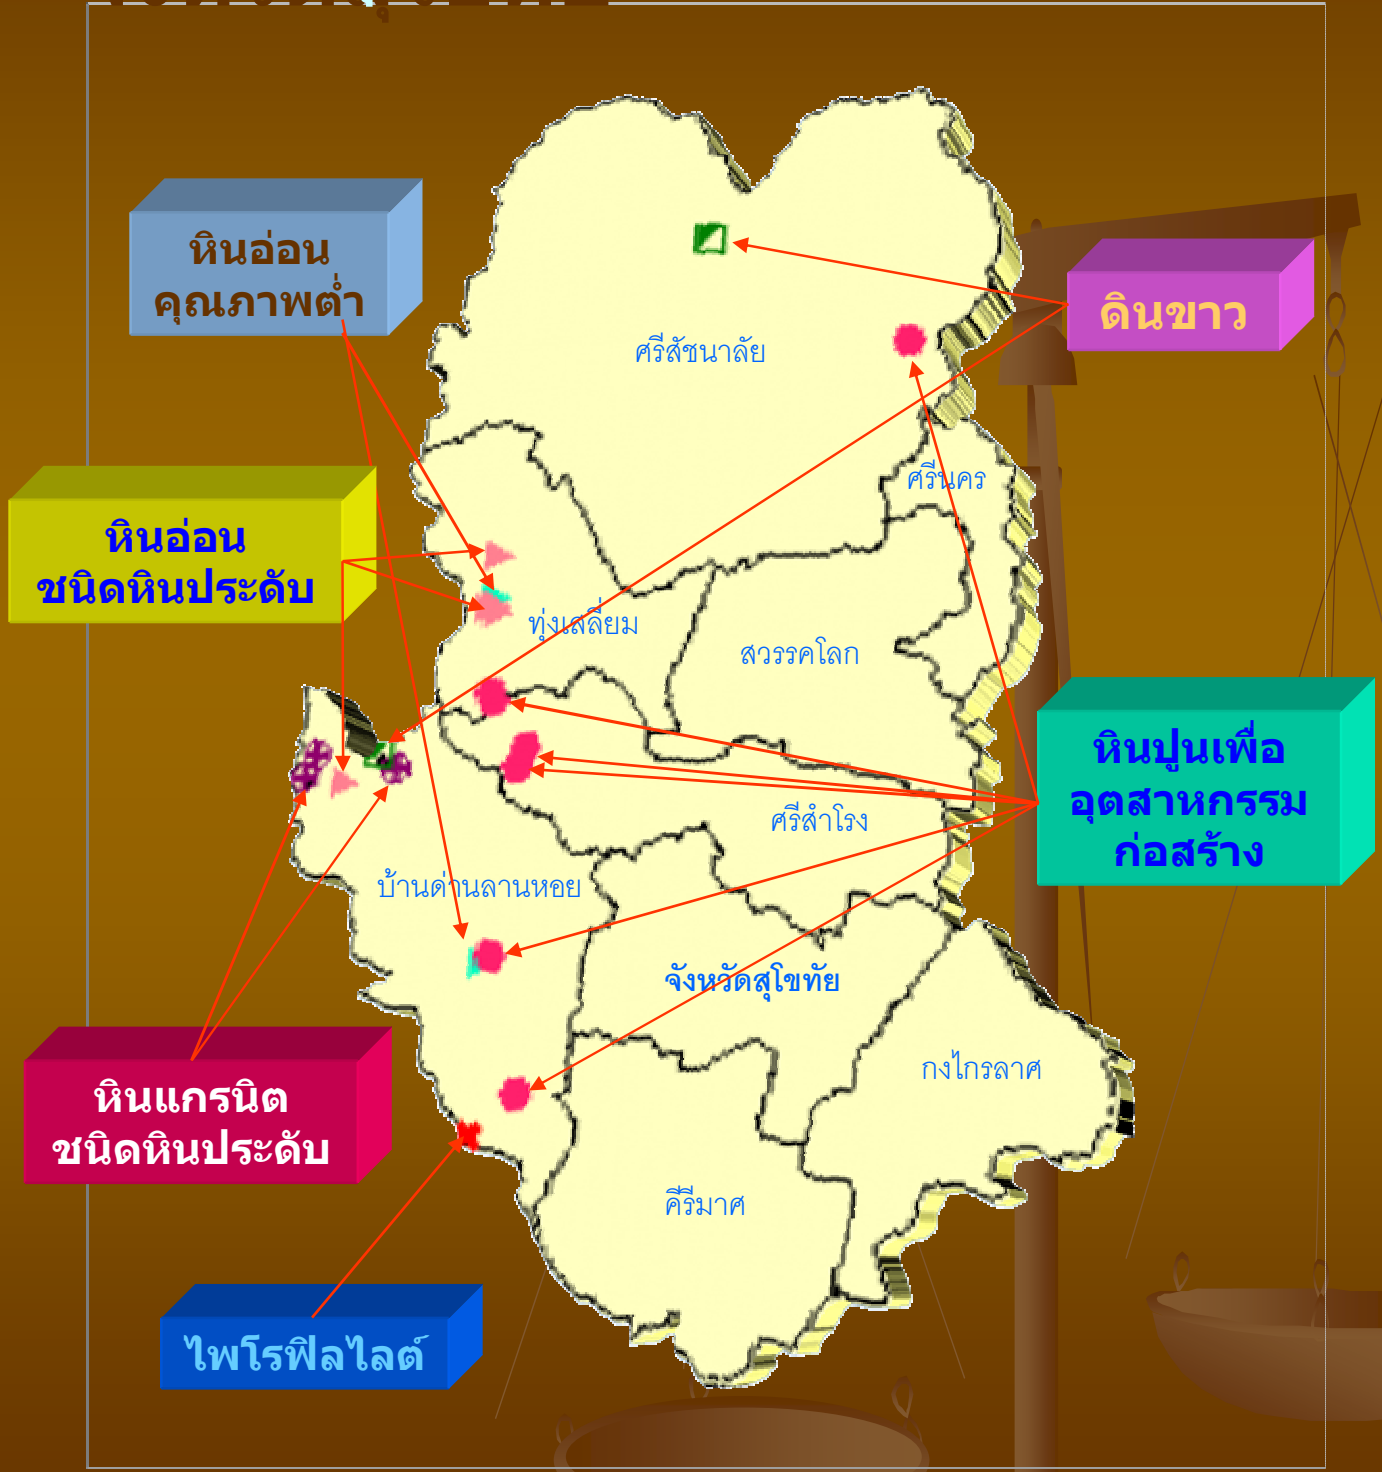 หินอ่อน
คุณภาพต่ำ
ดินขาว
ศรีสัชนาลัย
ศรีนคร
หินอ่อน
ชนิดหินประดับ
ทุ่งเสลี่ยม
สวรรคโลก
หินปูนเพื่อ
อุตสาหกรรม
ก่อสร้าง
ศรีสำโรง
บ้านด่านลานหอย
จังหวัดสุโขทัย
กงไกรลาศ
หินแกรนิต
ชนิดหินประดับ
คีรีมาศ
ไพโรฟิลไลต์